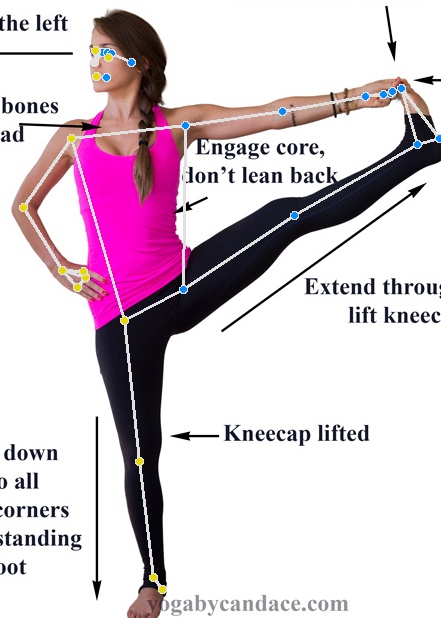 the left
bones
ad
Engage core,
don't lean back
Extend throug
lift kneec
Kneecap lifted
down
o all
corners
standing
oot
yogabycandace.com